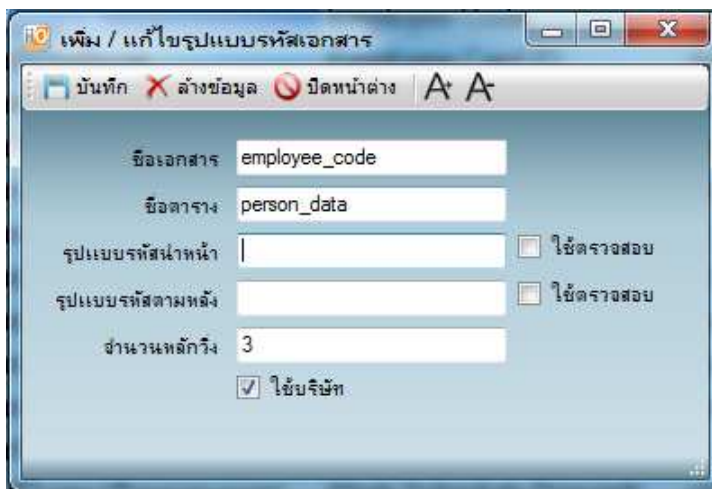 เพิ่ม / แก้ไขรูปแบบรหัสเอกสาร
บันทึก ล้างข้อมูล ปิดหน้าต่าง A+ A-
ชื่อเอกสาร employee_code
ชื่อตาราง person_data
รูปแบบรหัสนำหน้า ใช้ตรวจสอบ
รูปแบบรหัสตามหลัง ใช้ตรวจสอบ
จำนวนหลักวิ่ง 3
ใช้บริษัท